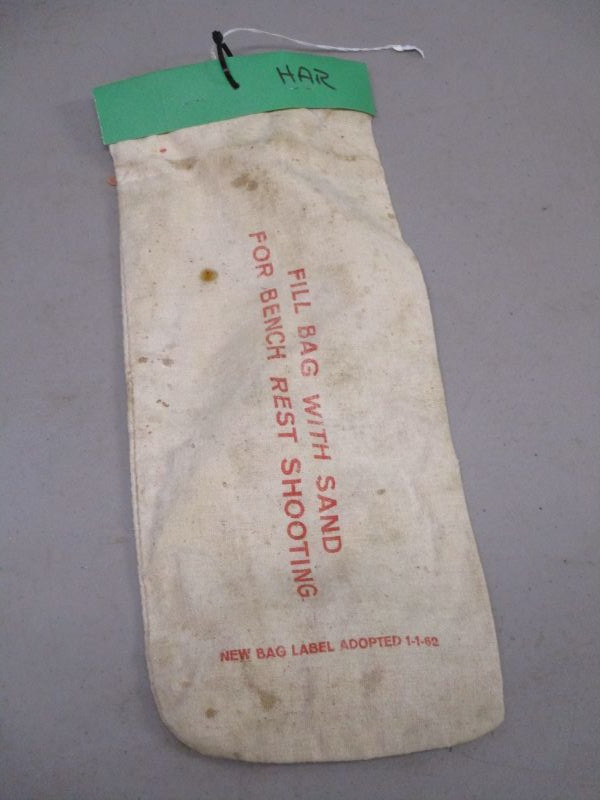 HAR
FILL BAG WITH SAND
FOR BENCH REST SHOOTING
NEW BAG LABEL ADOPTED 1-1-62